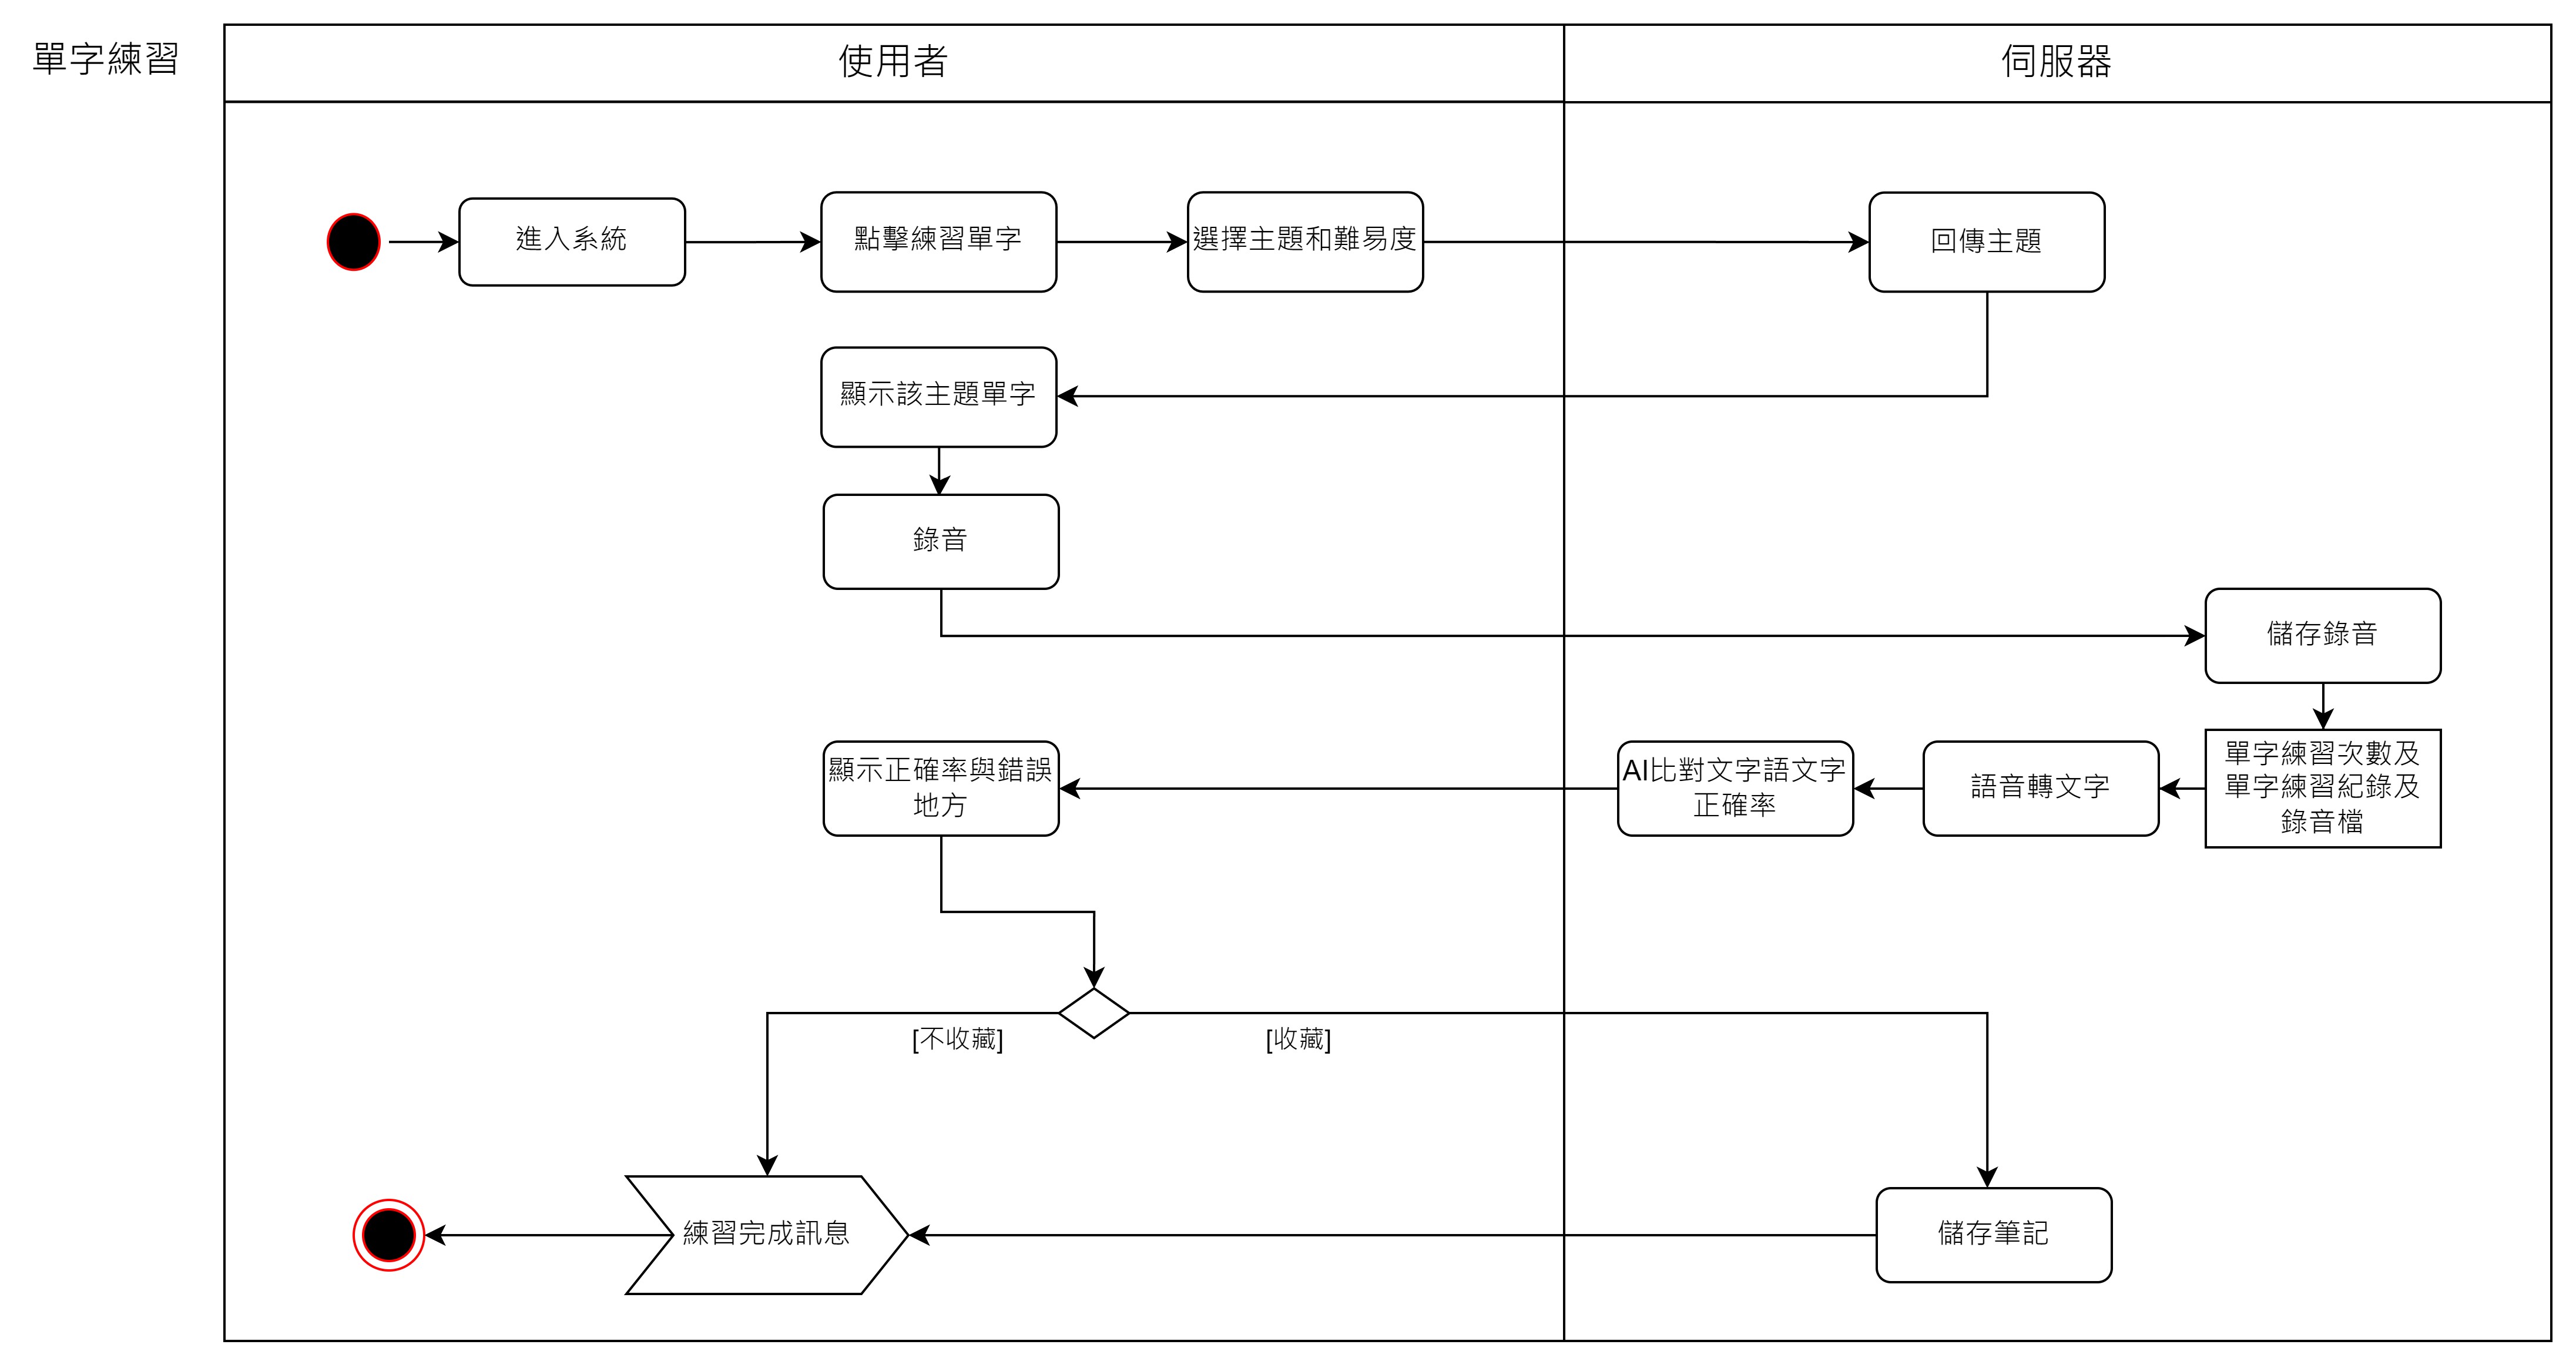 單字練習
使用者
伺服器
進入系統
點擊練習單字
選擇主題和難易度
回傳主題
顯示該主題單字
錄音
儲存錄音
單字練習次數及
單字練習紀錄及
錄音檔
語音轉文字
AI比對文字語文字
正確率
顯示正確率與錯誤
地方
[不收藏]
[收藏]
練習完成訊息
儲存筆記